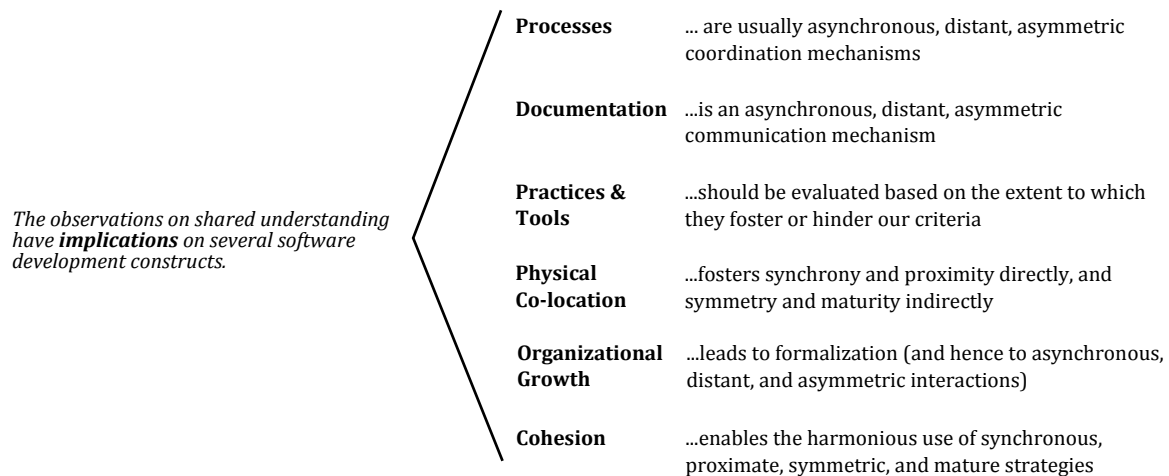 The observations on shared understanding
have implications on several software
development constructs.
Processes ... are usually asynchronous, distant, asymmetric
coordination mechanisms
Documentation ...is an asynchronous, distant, asymmetric
communication mechanism
Practices & ...should be evaluated based on the extent to which
Tools they foster or hinder our criteria
Physical ...fosters synchrony and proximity directly, and
Co-location symmetry and maturity indirectly
Organizational ...leads to formalization (and hence to asynchronous,
Growth distant, and asymmetric interactions)
Cohesion ...enables the harmonious use of synchronous,
proximate, symmetric, and mature strategies